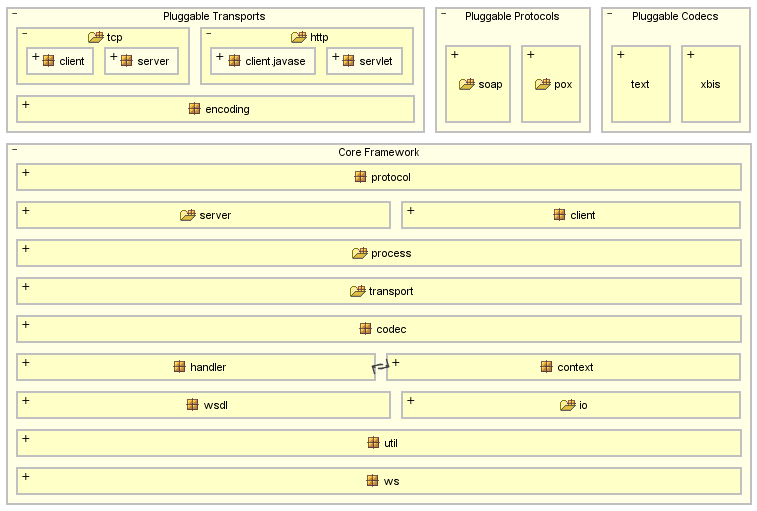 Pluggable Transports
tcp
client
server
http
client.javase
servlet
encoding
Pluggable Protocols
soap
pox
Pluggable Codecs
text
xbis
Core Framework
protocol
server
client
process
transport
codec
handler
context
wsdl
io
util
ws